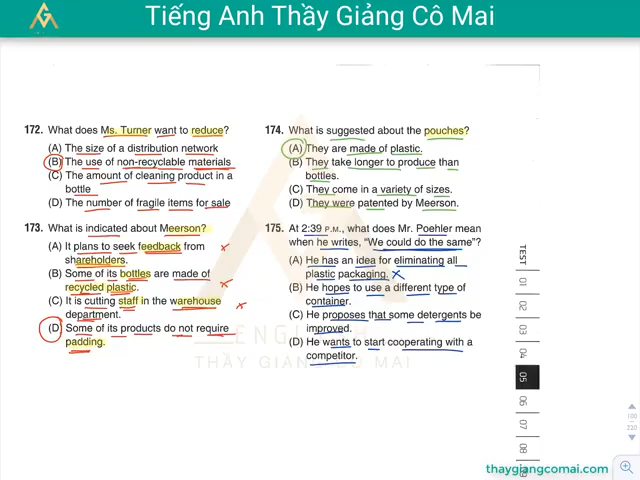 Tiếng Anh Thầy Giảng Cô Mai
172. What does Ms. Turner want to reduce?
(A) The size of a distribution network
(B) The use of non-recyclable materials
(C) The amount of cleaning product in a
bottle
(D) The number of fragile items for sale
173. What is indicated about Meerson?
(A) It plans to seek feedback from
shareholders.
(B) Some of its bottles are made of
recycled plastic.
(C) It is cutting staff in the warehouse
department.
(D) Some of its products do not require
padding.
174. What is suggested about the pouches?
(A) They are made of plastic.
(B) They take longer to produce than
bottles.
(C) They come in a variety of sizes.
(D) They were patented by Meerson.
175. At 2:39 P.M., what does Mr. Poehler mean
when he writes, “We could do the same”?
(A) He has an idea for eliminating all
plastic packaging.
(B) He hopes to use a different type of
container.
(C) He proposes that some detergents be
improved.
(D) He wants to start cooperating with a
competitor.
TEST
01
02
03
04
05
06
07
08
09
100
220
ENGLISH
THẦY GIẢNG CÔ MAI
thaygiangcomai.com